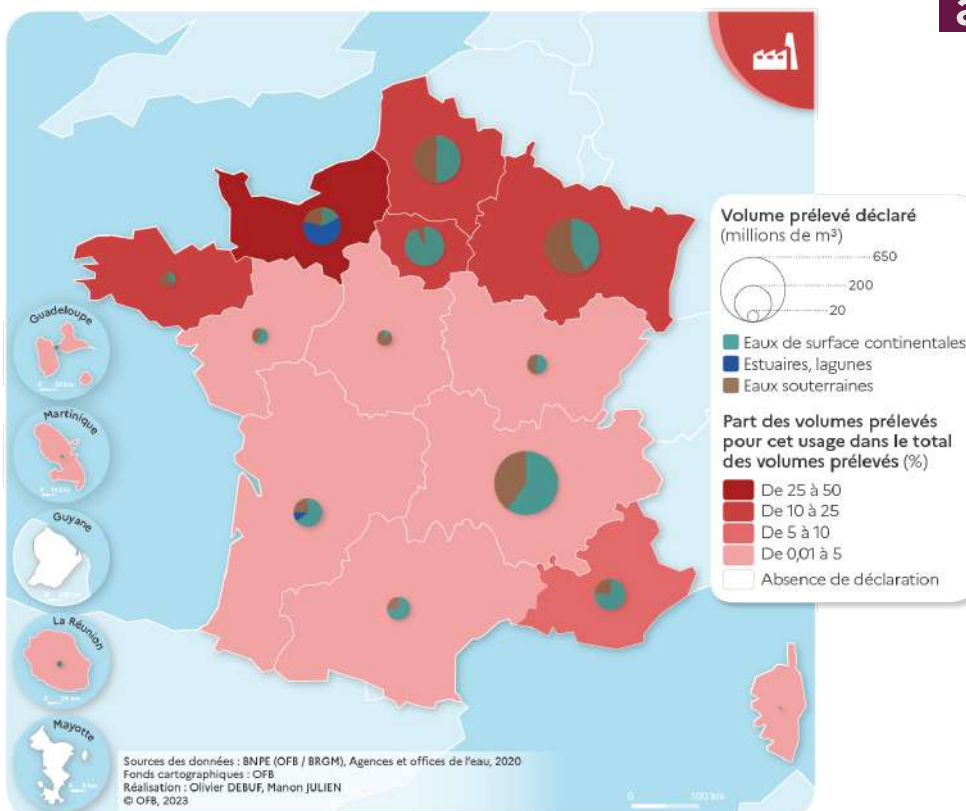 Volume prélevé déclaré
(millions de m³)
650
200
20
Eaux de surface continentales
Estuaires, lagunes
Eaux souterraines
Part des volumes prélevés
pour cet usage dans le total
des volumes prélevés (%)
De 25 à 50
De 10 à 25
De 5 à 10
De 0,01 à 5
Absence de déclaration
Guadeloupe
Martinique
Guyane
La Réunion
Mayotte
Sources des données : BNPE (OFB / BRGM), Agences et offices de l'eau, 2020
Fonds cartographiques : OFB
Réalisation : Olivier DEBUF, Manon JULIEN
© OFB, 2023
0 100 km